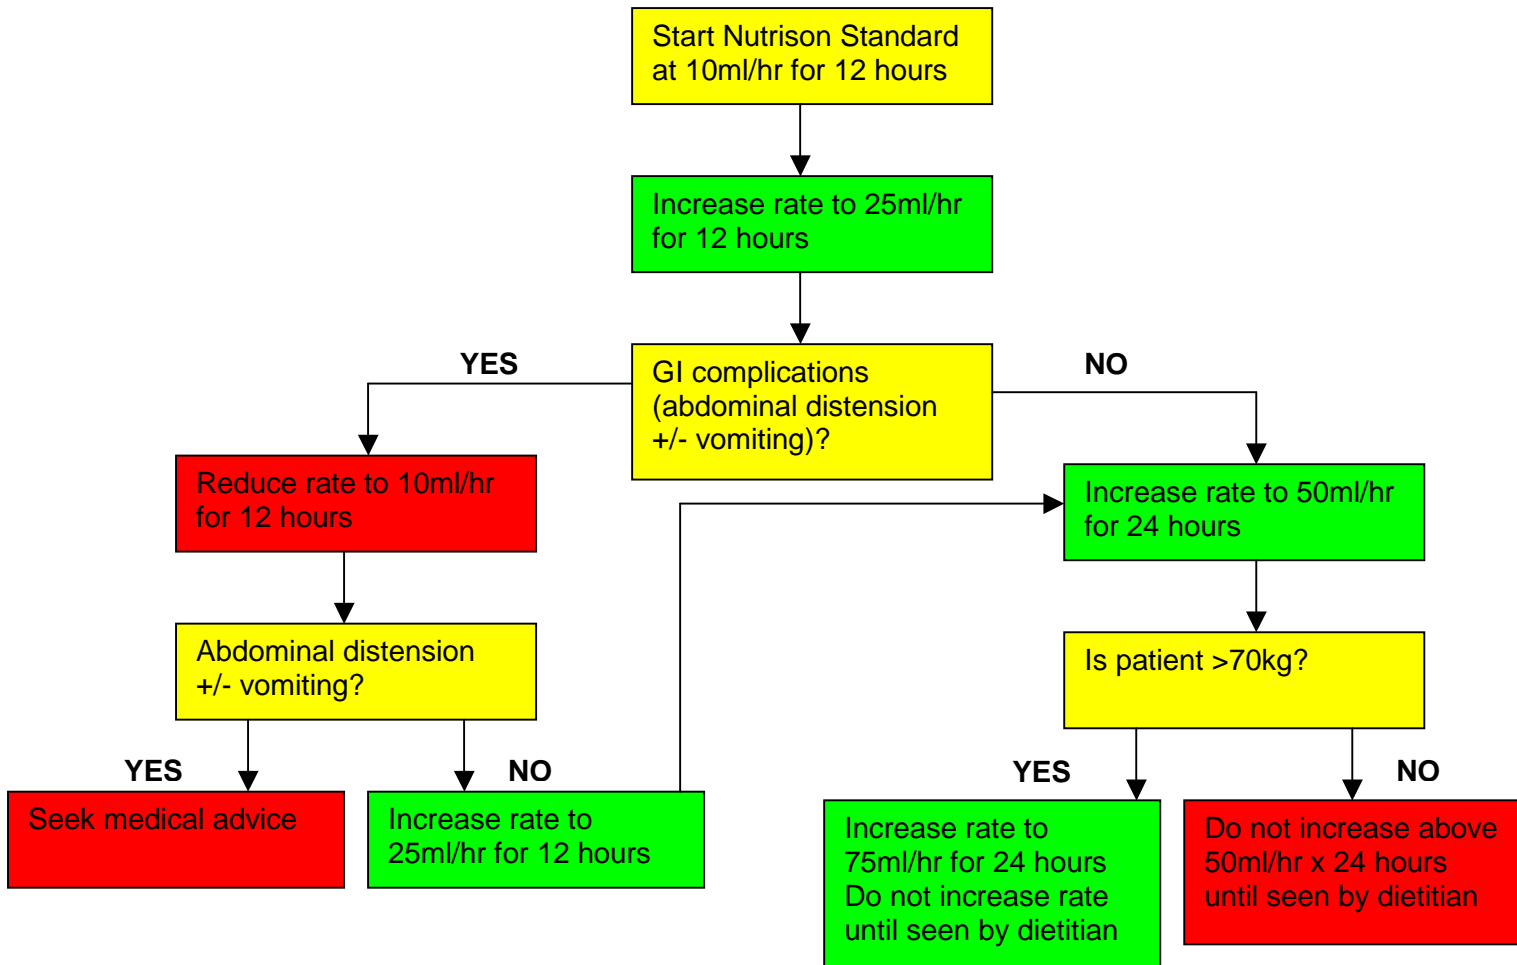 Start Nutrison Standard
at 10ml/hr for 12 hours
Increase rate to 25ml/hr
for 12 hours
YES
GI complications
(abdominal distension
+/- vomiting)?
NO
Reduce rate to 10ml/hr
for 12 hours
Increase rate to 50ml/hr
for 24 hours
Abdominal distension
+/- vomiting?
Is patient >70kg?
YES
NO
YES
NO
Seek medical advice
Increase rate to
25ml/hr for 12 hours
Increase rate to
75ml/hr for 24 hours
Do not increase rate
until seen by dietitian
Do not increase above
50ml/hr x 24 hours
until seen by dietitian